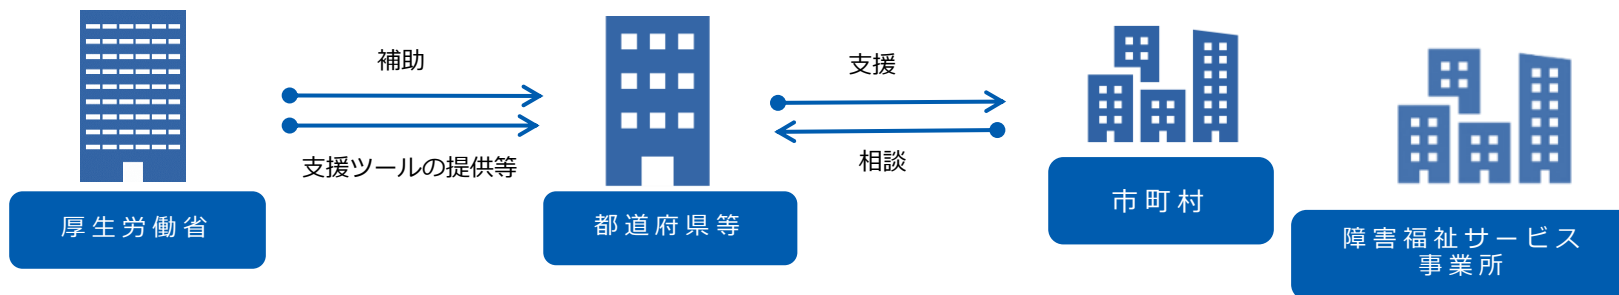 補助
支援ツールの提供等
支援
相談
厚生労働省
都道府県等
市町村
障害福祉サービス
事業所